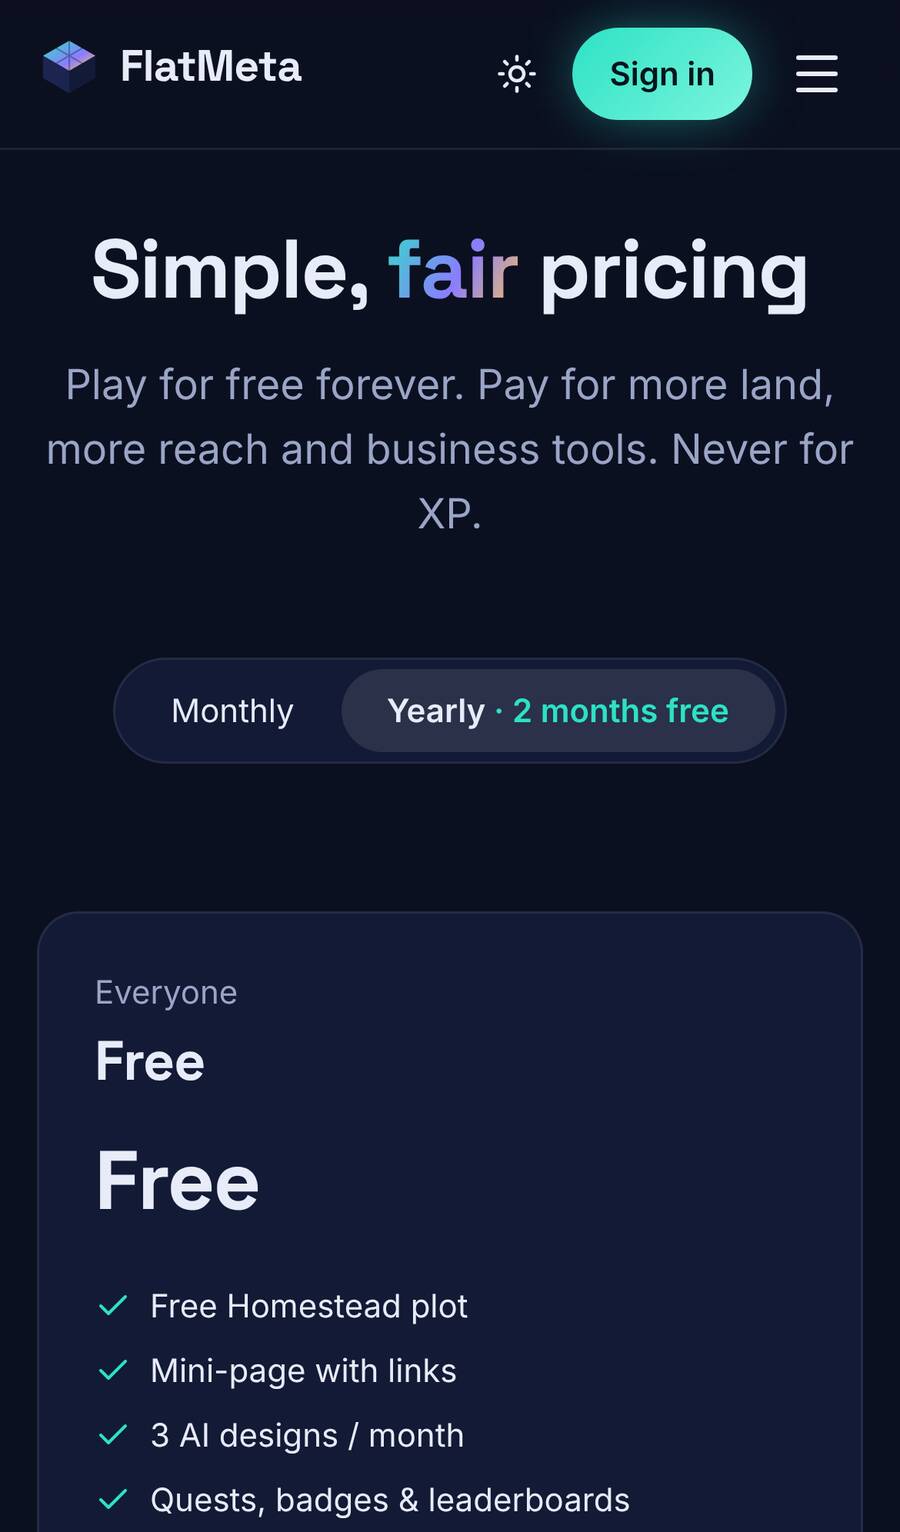 FlatMeta
Sign in
Simple, fair pricing
Play for free forever. Pay for more land,
more reach and business tools. Never for
XP.
Monthly
Yearly · 2 months free
Everyone
Free
Free
Free Homestead plot
Mini-page with links
3 AI designs / month
Quests, badges & leaderboards